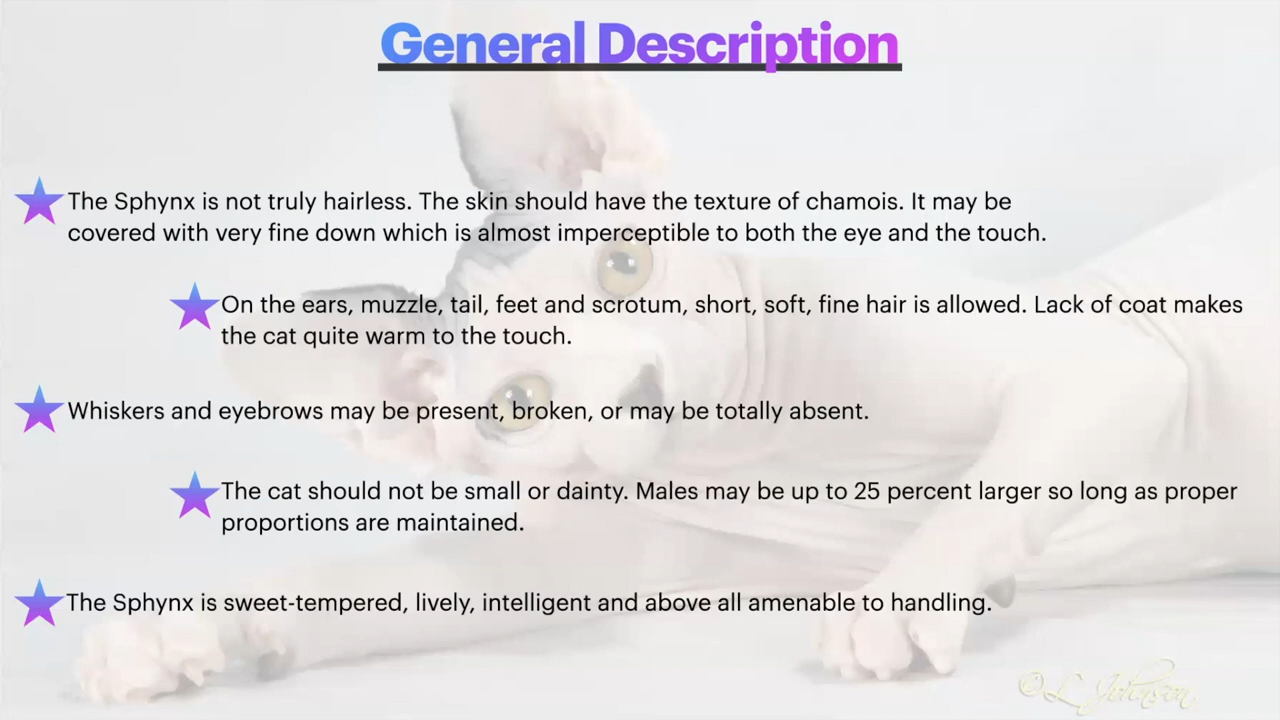 General Description
The Sphynx is not truly hairless. The skin should have the texture of chamois. It may be
covered with very fine down which is almost imperceptible to both the eye and the touch.
On the ears, muzzle, tail, feet and scrotum, short, soft, fine hair is allowed. Lack of coat makes
the cat quite warm to the touch.
Whiskers and eyebrows may be present, broken, or may be totally absent.
The cat should not be small or dainty. Males may be up to 25 percent larger so long as proper
proportions are maintained.
The Sphynx is sweet-tempered, lively, intelligent and above all amenable to handling.
©L Johnson